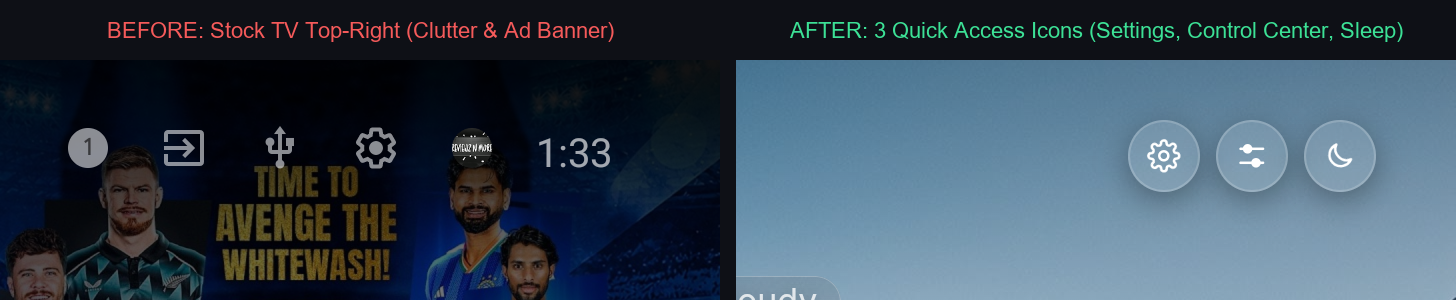 BEFORE: Stock TV Top-Right (Clutter & Ad Banner)
AFTER: 3 Quick Access Icons (Settings, Control Center, Sleep)
1
1:33
TIME TO
AVENGE THE
WHITEWASH!
oudy